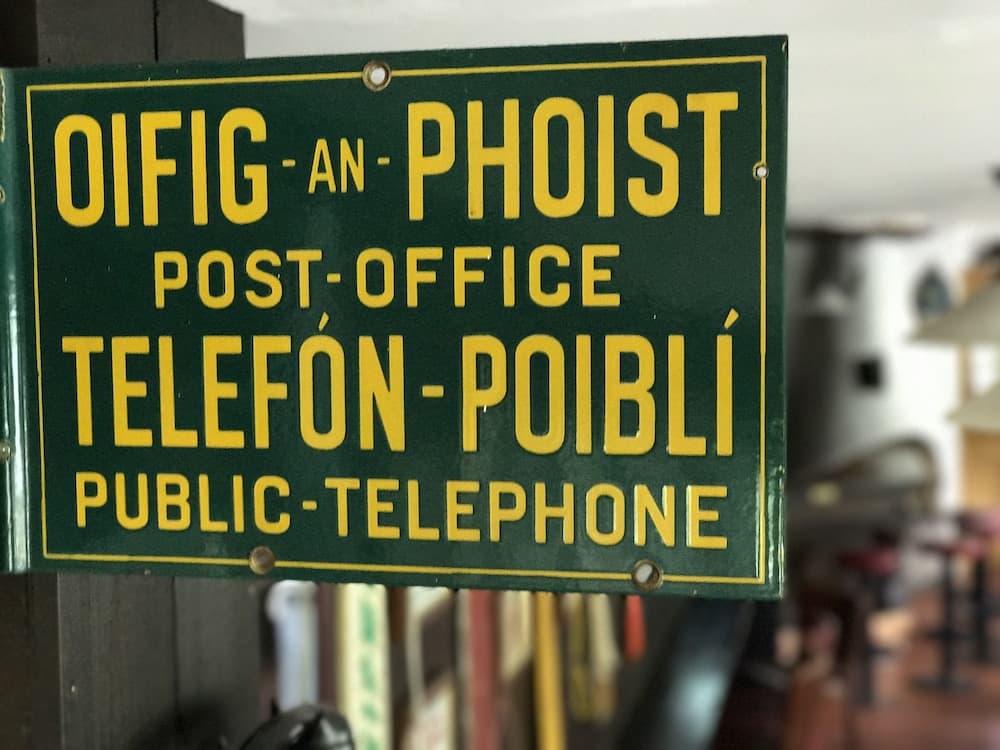 OIFIG-AN-PHOIST
POST-OFFICE
TELEFÓN-POIBLÍ
PUBLIC-TELEPHONE